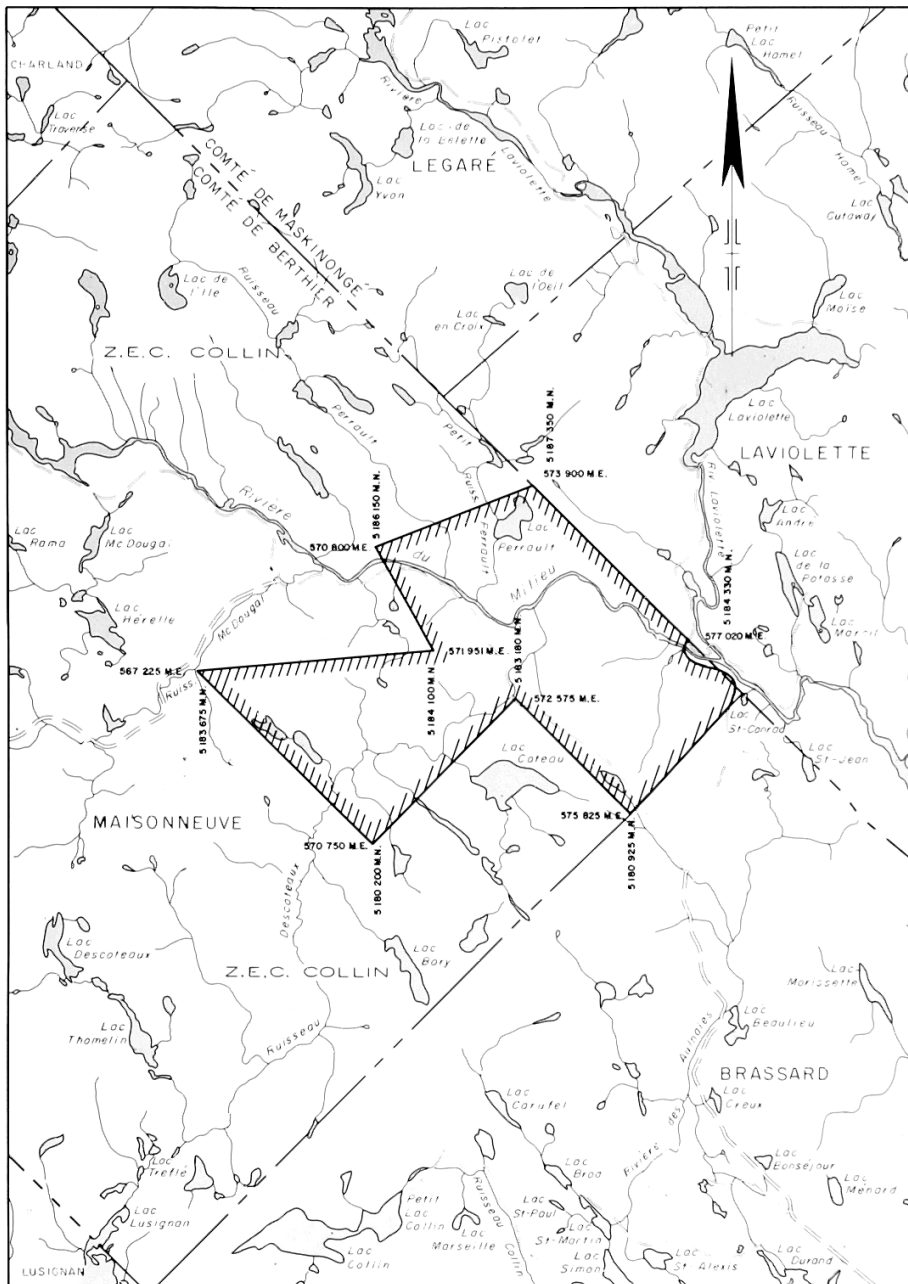 Lac
Pistolet
Petit
Lac
Hamel
CHARLAND
Rivière
Lac
Traverse
Lac de
la Belette
Ruisseau Hamel
COMTÉ DE MASKINONGÉ
COMTÉ DE BERTHIER
LEGARÉ
Laviolette
Lac
Yvon
Lac
Cutaway
Lac de
l'Ile
Ruisseau
Lac de
l'Oeil
Lac
en Croix
Lac
Moïse
Z.E.C. COLLIN
Perrault
Petit
Ruiss.
Perrault
Lac
Laviolette
LAVIOLETTE
5 187 350 M.N.
573 900 M.E.
Riv Laviolette
Rivière
du
Milieu
5 186 150 M.N.
570 800 M.E.
Lac
Perrault
Lac
André
Lac
de la
Potasse
Lac
Rama
Lac
McDougal
Lac
Hérelle
Ruiss.
McDougal
5 184 330 M.N.
577 020 M.E.
571 951 M.E.
5 184 100 M.N.
5 183 180 M.N.
572 575 M.E.
567 225 M.E.
5 183 675 M.N.
Lac
St-Conrad
Lac
St-Jean
Lac
Cateau
MAISONNEUVE
570 750 M.E.
5 180 200 M.N.
575 825 M.E.
5 180 925 M.N.
Descoteaux
Lac
Descoteaux
Lac
Bary
Z.E.C. COLLIN
Lac
Morissette
Lac
Thomelin
Ruisseau
Lac
Beaulieu
Rivière des
Aulnaies
BRASSARD
Lac
Creux
Lac
Carufel
Lac
Treflé
Lac
Brod
Lac
Bonséjour
Lac
Ménard
Lac
Lusignan
Petit
Lac
Collin
Lac
Marseille
Ruisseau
Collin
Lac
St-Paul
Lac
St-Martin
Lac
Simon
Lac
St-Alexis
Lac
Durand
Lac
Collin
LUSIGNAN